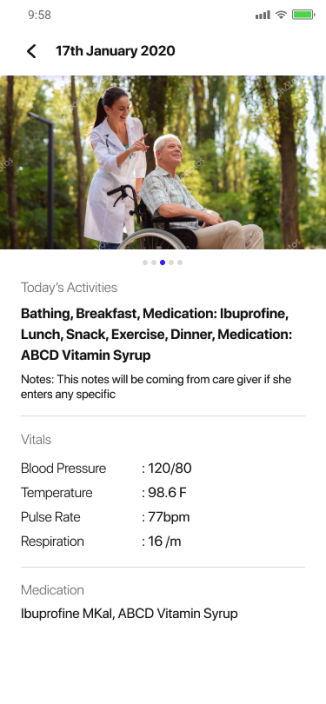 9:58
17th January 2020
Today's Activities
Bathing, Breakfast, Medication: Ibuprofine,
Lunch, Snack, Exercise, Dinner, Medication:
ABCD Vitamin Syrup
Notes: This notes will be coming from care giver if she
enters any specific
Vitals
Blood Pressure : 120/80
Temperature : 98.6 F
Pulse Rate : 77bpm
Respiration : 16 /m
Medication
Ibuprofine MKal, ABCD Vitamin Syrup